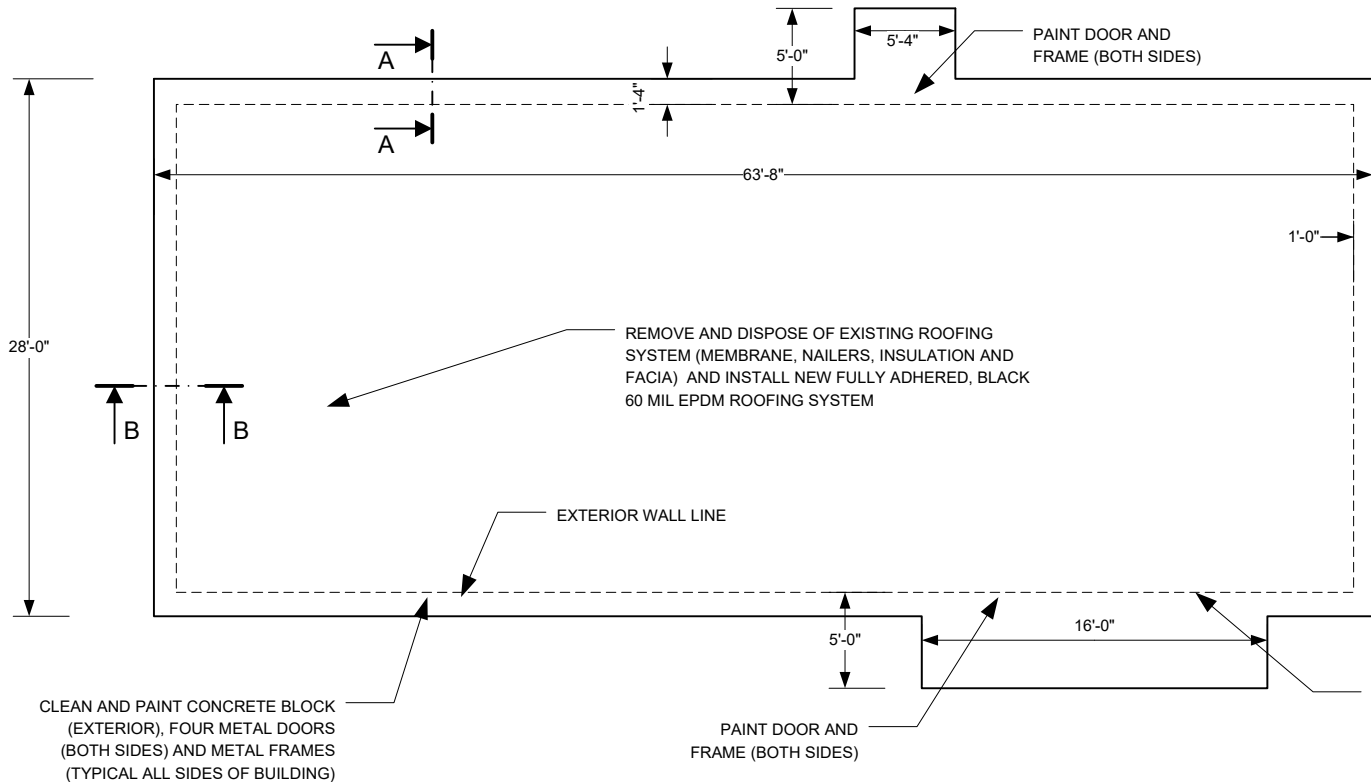 A
A
5'-0"
5'-4"
PAINT DOOR AND
FRAME (BOTH SIDES)
1'-4"
63'-8"
1'-0"
28'-0"
REMOVE AND DISPOSE OF EXISTING ROOFING
SYSTEM (MEMBRANE, NAILERS, INSULATION AND
FACIA) AND INSTALL NEW FULLY ADHERED, BLACK
60 MIL EPDM ROOFING SYSTEM
B
B
EXTERIOR WALL LINE
5'-0"
16'-0"
CLEAN AND PAINT CONCRETE BLOCK
(EXTERIOR), FOUR METAL DOORS
(BOTH SIDES) AND METAL FRAMES
(TYPICAL ALL SIDES OF BUILDING)
PAINT DOOR AND
FRAME (BOTH SIDES)